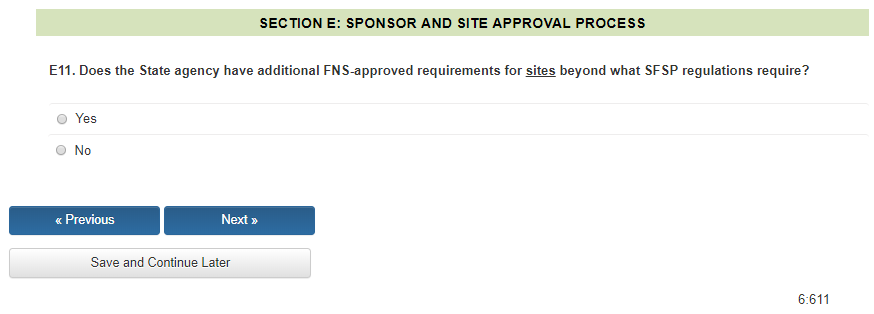 SECTION E: SPONSOR AND SITE APPROVAL PROCESS
E11. Does the State agency have additional FNS-approved requirements for sites beyond what SFSP regulations require?
Yes
No
« Previous
Next »
Save and Continue Later
6:611